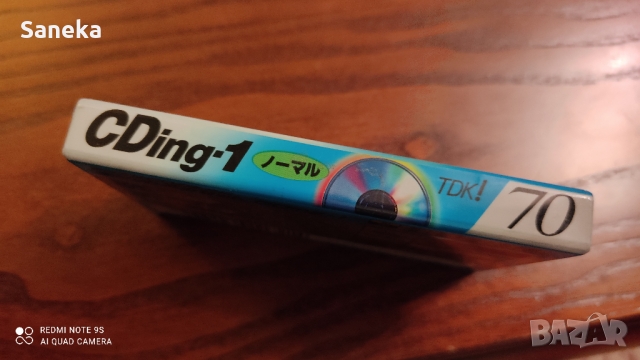 Saneka
CDing-1 ノーマル TDK! 70
REDMI NOTE 9S
AI QUAD CAMERA
BAZAR